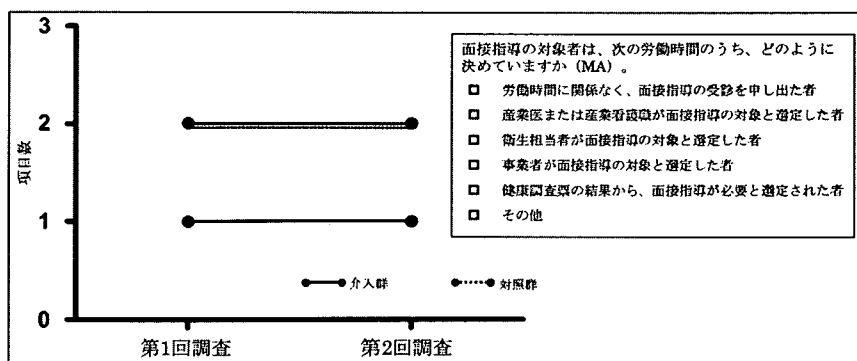 3
2
1
0
項目数
第1回調査
第2回調査
介入群
対照群
面接指導の対象者は、次の労働時間のうち、どのように
決めていますか（MA）。
□ 労働時間に関係なく、面接指導の受診を申し出た者
□ 産業医または産業看護職が面接指導の対象と選定した者
□ 衛生担当者が面接指導の対象と選定した者
□ 事業者が面接指導の対象と選定した者
□ 健康調査票の結果から、面接指導が必要と選定された者
□ その他